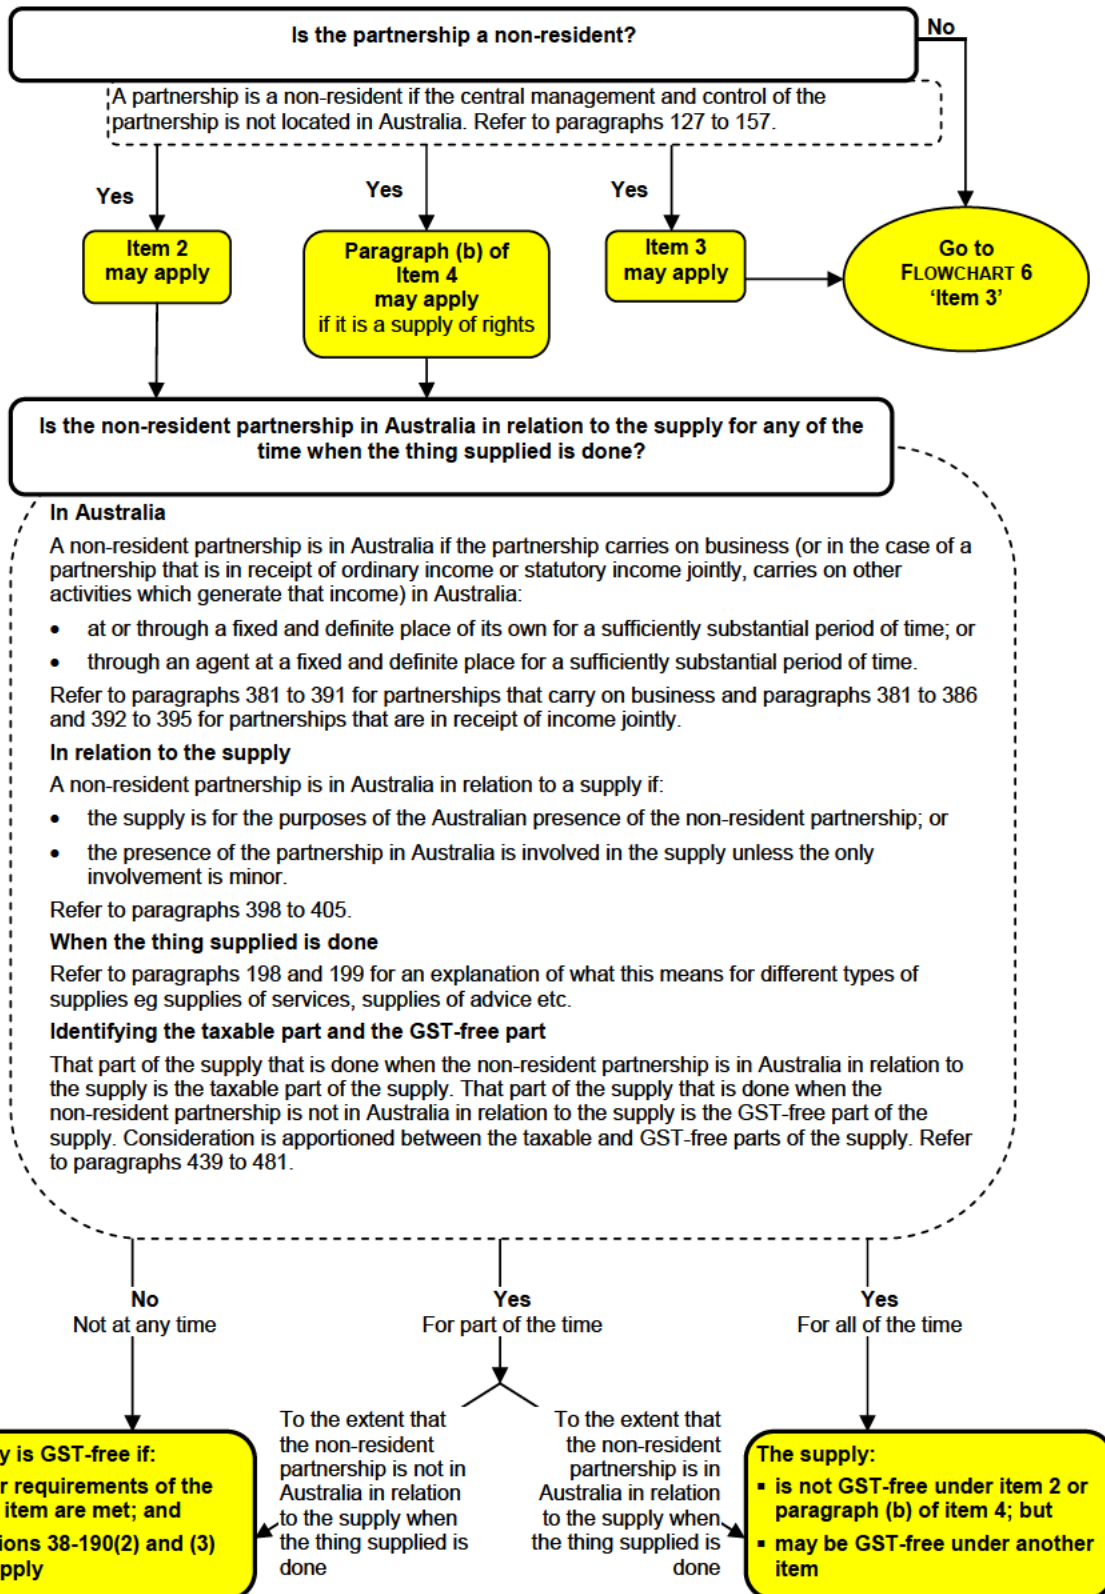 Is the partnership a non-resident?
No
A partnership is a non-resident if the central management and control of the
partnership is not located in Australia. Refer to paragraphs 127 to 157.
Yes
Yes
Yes
Item 2
may apply
Paragraph (b) of
Item 4
may apply
if it is a supply of rights
Item 3
may apply
Go to
FLOWCHART 6
‘Item 3’
Is the non-resident partnership in Australia in relation to the supply for any of the
time when the thing supplied is done?
In Australia
A non-resident partnership is in Australia if the partnership carries on business (or in the case of a
partnership that is in receipt of ordinary income or statutory income jointly, carries on other
activities which generate that income) in Australia:
• at or through a fixed and definite place of its own for a sufficiently substantial period of time; or
• through an agent at a fixed and definite place for a sufficiently substantial period of time.
Refer to paragraphs 381 to 391 for partnerships that carry on business and paragraphs 381 to 386
and 392 to 395 for partnerships that are in receipt of income jointly.
In relation to the supply
A non-resident partnership is in Australia in relation to a supply if:
• the supply is for the purposes of the Australian presence of the non-resident partnership; or
• the presence of the partnership in Australia is involved in the supply unless the only
involvement is minor.
Refer to paragraphs 398 to 405.
When the thing supplied is done
Refer to paragraphs 198 and 199 for an explanation of what this means for different types of
supplies eg supplies of services, supplies of advice etc.
Identifying the taxable part and the GST-free part
That part of the supply that is done when the non-resident partnership is in Australia in relation to
the supply is the taxable part of the supply. That part of the supply that is done when the
non-resident partnership is not in Australia in relation to the supply is the GST-free part of the
supply. Consideration is apportioned between the taxable and GST-free parts of the supply. Refer
to paragraphs 439 to 481.
No
Not at any time
Yes
For part of the time
Yes
For all of the time
y is GST-free if:
r requirements of the
item are met; and
ions 38-190(2) and (3)
pply
To the extent that
the non-resident
partnership is not in
Australia in relation
to the supply when
the thing supplied is
done
To the extent that
the non-resident
partnership is in
Australia in relation
to the supply when
the thing supplied is
done
The supply:
▪ is not GST-free under item 2 or
paragraph (b) of item 4; but
▪ may be GST-free under another
item